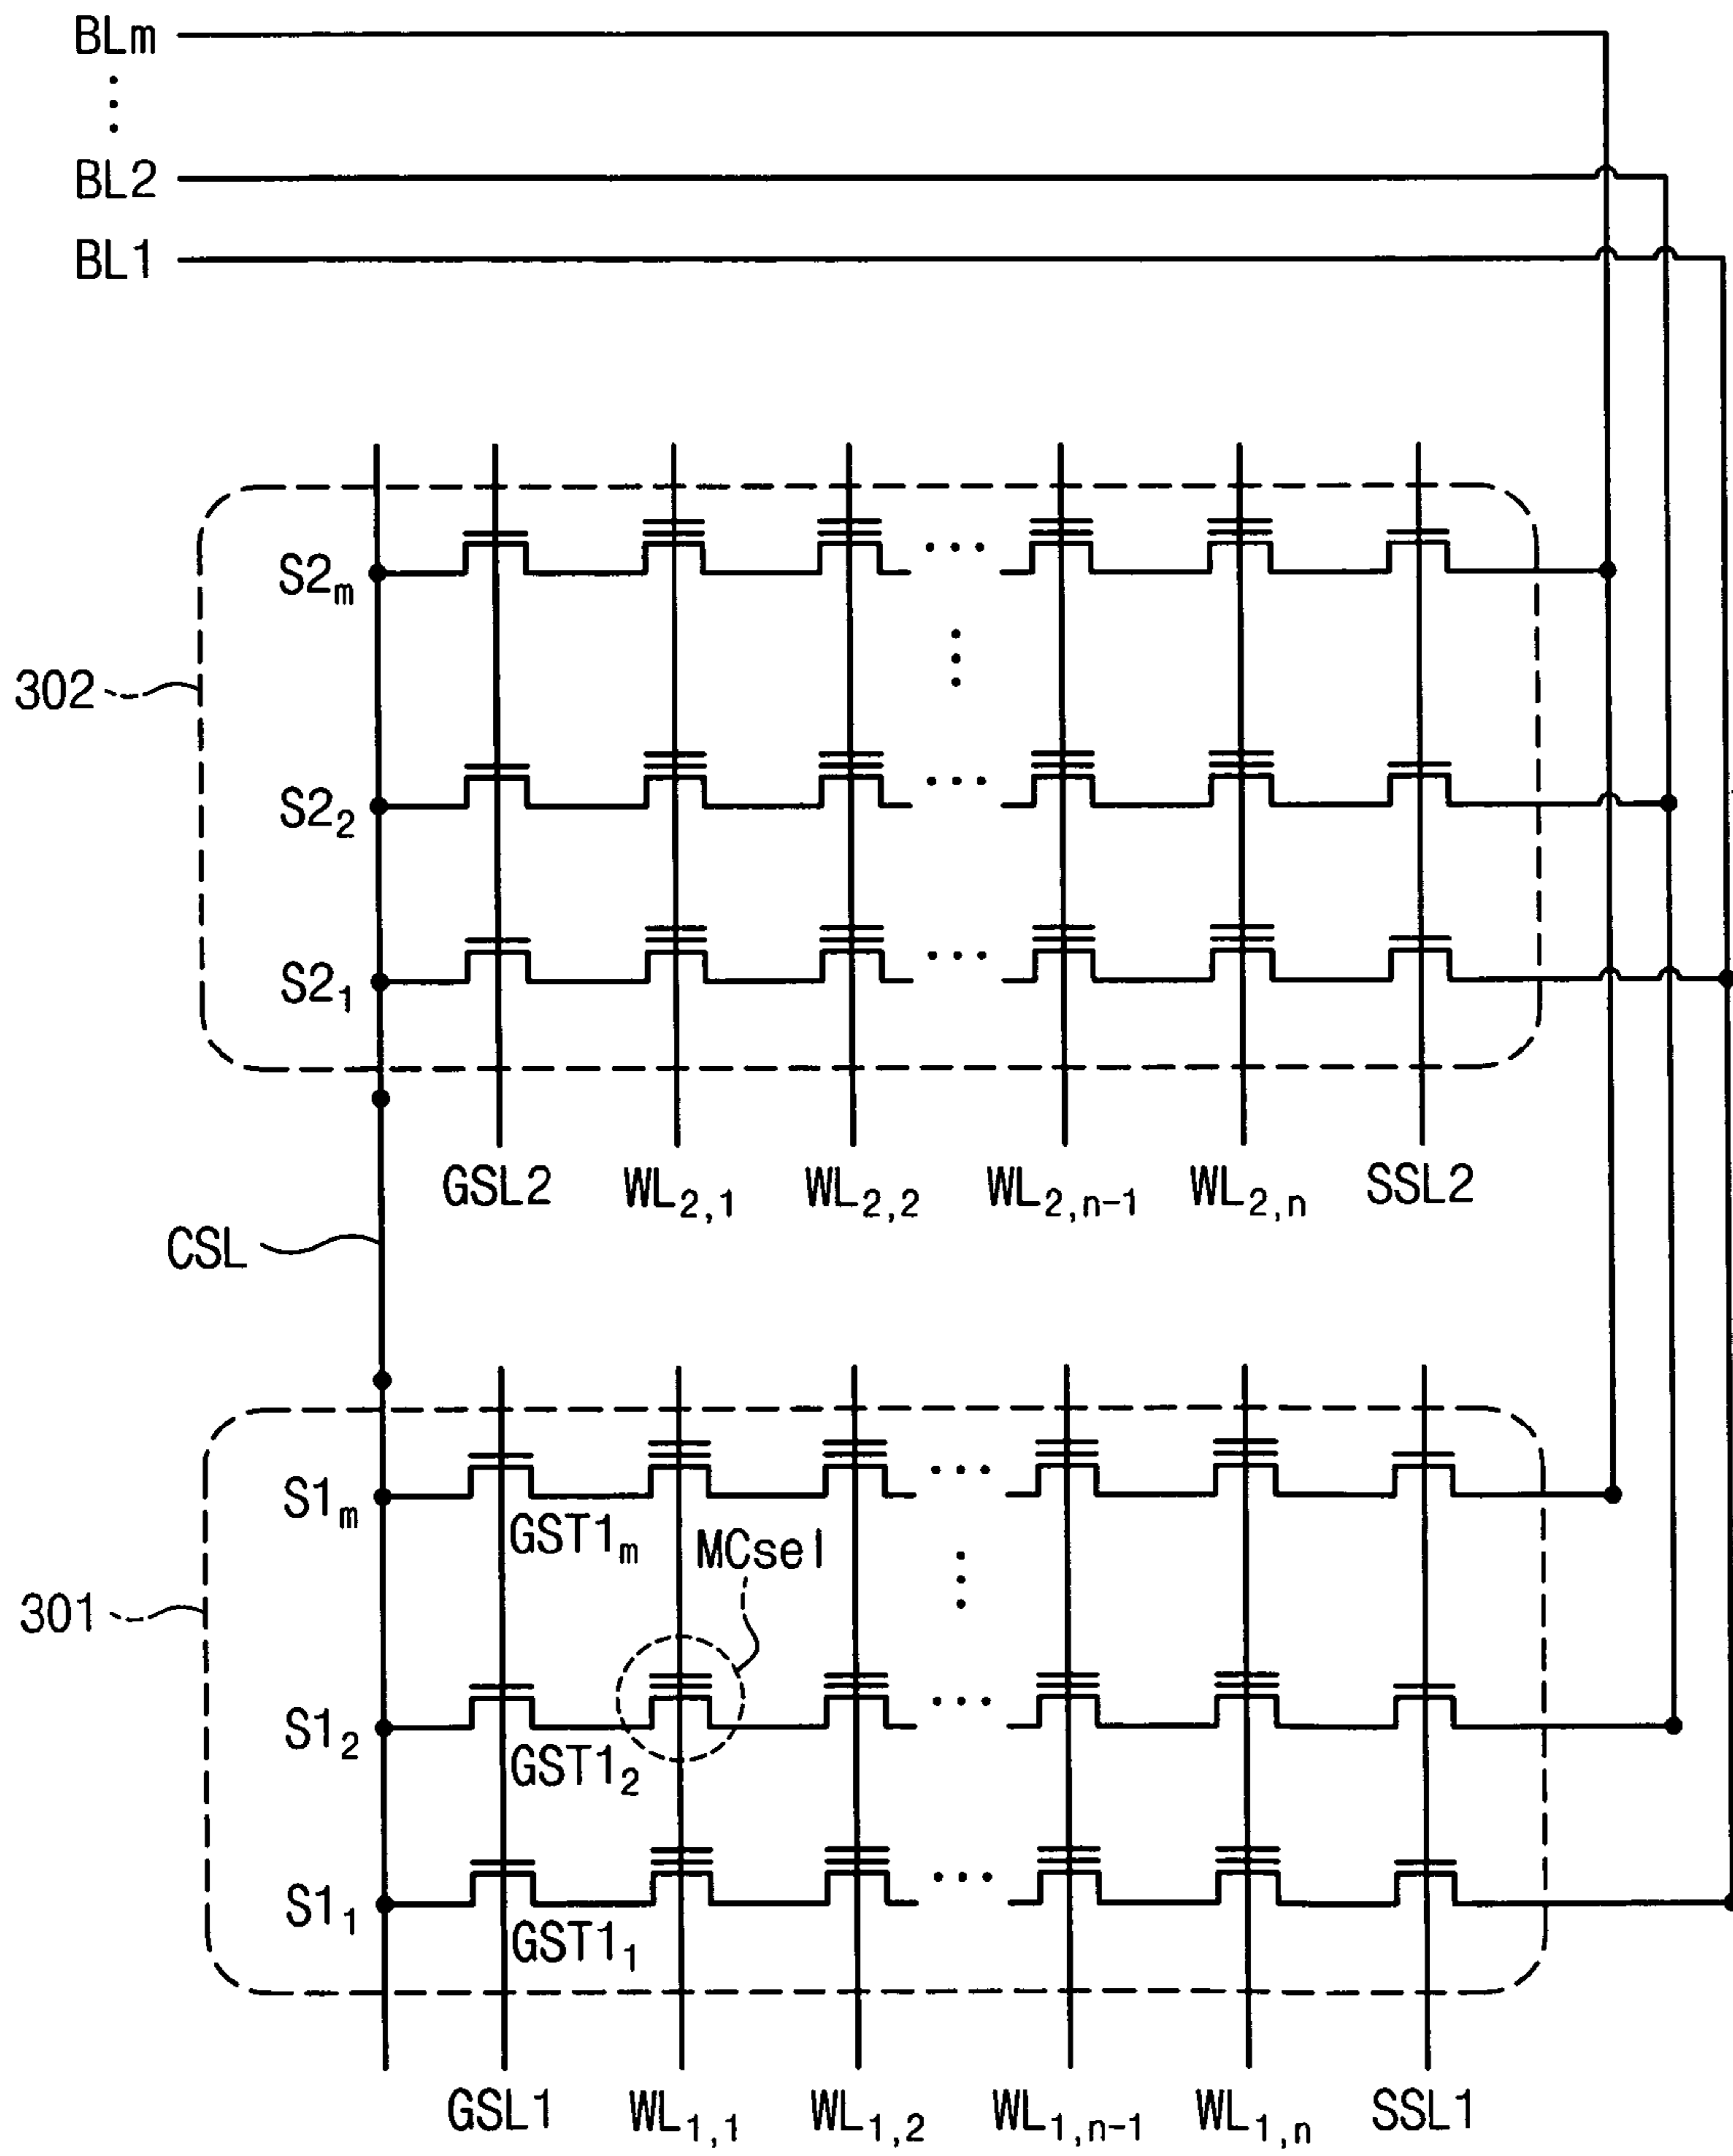 BLm
BL2
BL1
S2m
302
S22
S21
GSL2 WL2,1 WL2,2 WL2,n-1 WL2,n SSL2
CSL
S1m
GST1m
MCsel
301
S12
GST12
S11
GST11
GSL1 WL1,1 WL1,2 WL1,n-1 WL1,n SSL1